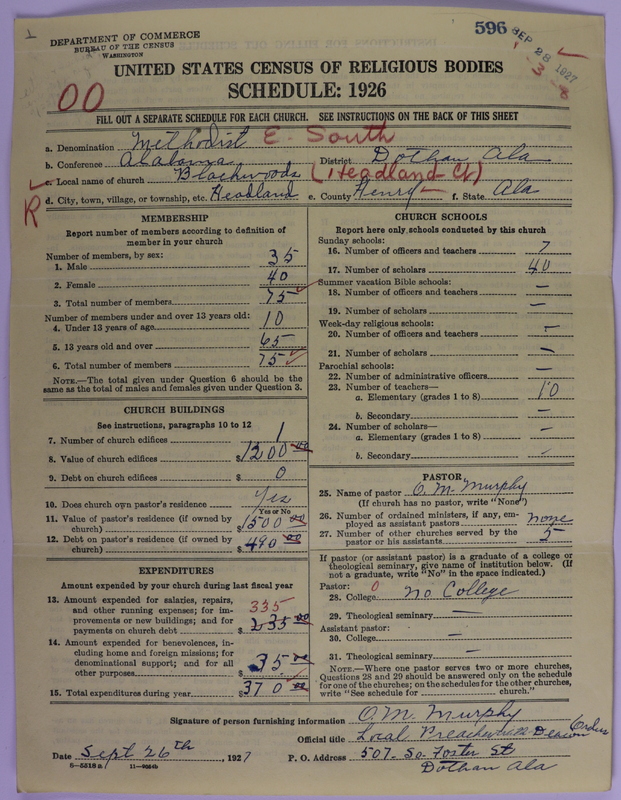 1
596
SEP 28 1927
1-3-8
DEPARTMENT OF COMMERCE
BUREAU OF THE CENSUS
WASHINGTON
UNITED STATES CENSUS OF RELIGIOUS BODIES
SCHEDULE: 1926
00
FILL OUT A SEPARATE SCHEDULE FOR EACH CHURCH. SEE INSTRUCTIONS ON THE BACK OF THIS SHEET
a. Denomination Methodist E. South
b. Conference Alabama District Dothan Ala
c. Local name of church Blackwoods (Headland Ct)
R
d. City, town, village, or township, etc. Headland e. County Henry f. State Ala
MEMBERSHIP
Report number of members according to definition of
member in your church
Number of members, by sex:
1. Male 35
2. Female 40
3. Total number of members 75
Number of members under and over 13 years old:
4. Under 13 years of age 10
5. 13 years old and over 65
6. Total number of members 75
NOTE.—The total given under Question 6 should be the
same as the total of males and females given under Question 3.
CHURCH BUILDINGS
See instructions, paragraphs 10 to 12
7. Number of church edifices 1
8. Value of church edifices $1200 00
9. Debt on church edifices $ 0
10. Does church own pastor's residence Yes
Yes or No
11. Value of pastor's residence (if owned by
church) $1500 00
12. Debt on pastor's residence (if owned by
church) $490 00
EXPENDITURES
Amount expended by your church during last fiscal year
13. Amount expended for salaries, repairs,
and other running expenses; for im-
provements or new buildings; and for
payments on church debt $ 335 235 00
14. Amount expended for benevolences, in-
cluding home and foreign missions; for
denominational support; and for all
other purposes $ 35 00
15. Total expenditures during year $370 00
CHURCH SCHOOLS
Report here only schools conducted by this church
Sunday schools:
16. Number of officers and teachers 7
17. Number of scholars 40
Summer vacation Bible schools:
18. Number of officers and teachers —
19. Number of scholars —
Week-day religious schools:
20. Number of officers and teachers —
21. Number of scholars —
Parochial schools:
22. Number of administrative officers —
23. Number of teachers—
a. Elementary (grades 1 to 8) 10
b. Secondary —
24. Number of scholars—
a. Elementary (grades 1 to 8) —
b. Secondary —
PASTOR
25. Name of pastor O. M. Murphy
(If church has no pastor, write "None")
26. Number of ordained ministers, if any, em-
ployed as assistant pastors none
27. Number of other churches served by the
pastor or his assistants 5
If pastor (or assistant pastor) is a graduate of a college or
theological seminary, give name of institution below. (If
not a graduate, write "No" in the space indicated.)
Pastor: 0
28. College no College
29. Theological seminary —
Assistant pastor:
30. College —
31. Theological seminary —
NOTE.—Where one pastor serves two or more churches,
Questions 28 and 29 should be answered only on the schedule
for one of the churches; on the schedules for the other churches,
write "See schedule for church."
Signature of person furnishing information O. M. Murphy
Official title Local Preacher Deacon Orders
Date Sept 26th, 1927 P. O. Address 507- So. Foster St
Dothan Ala